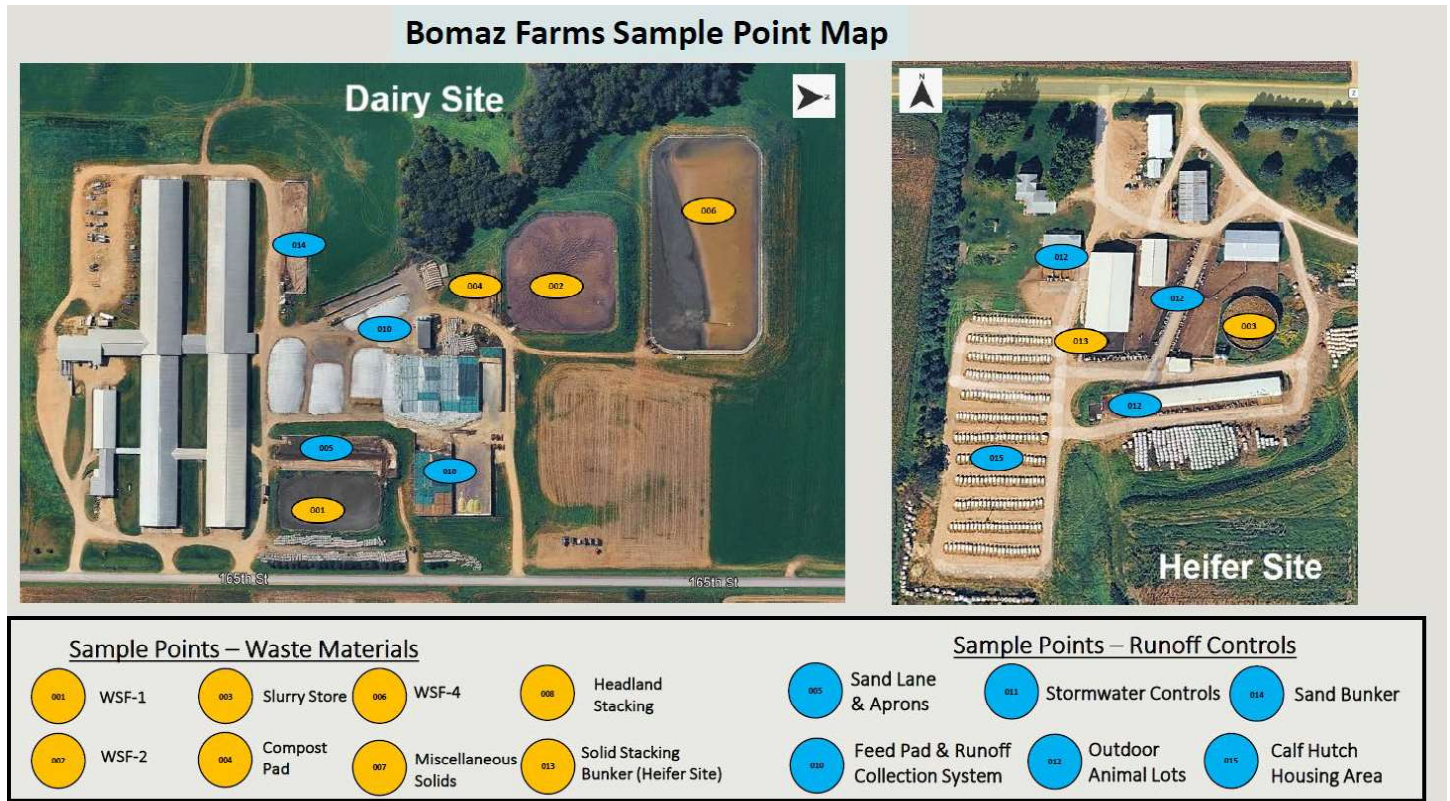 Bomaz Farms Sample Point Map
Dairy Site
N
014
006
004
002
010
005
010
001
165th St
165th St
N
2
012
012
003
013
012
015
Heifer Site
Sample Points – Waste Materials
001 WSF-1
003 Slurry Store
006 WSF-4
008 Headland
Stacking
002 WSF-2
004 Compost
Pad
007 Miscellaneous
Solids
013 Solid Stacking
Bunker (Heifer Site)
Sample Points – Runoff Controls
005 Sand Lane
& Aprons
011 Stormwater Controls
014 Sand Bunker
010 Feed Pad & Runoff
Collection System
012 Outdoor
Animal Lots
015 Calf Hutch
Housing Area